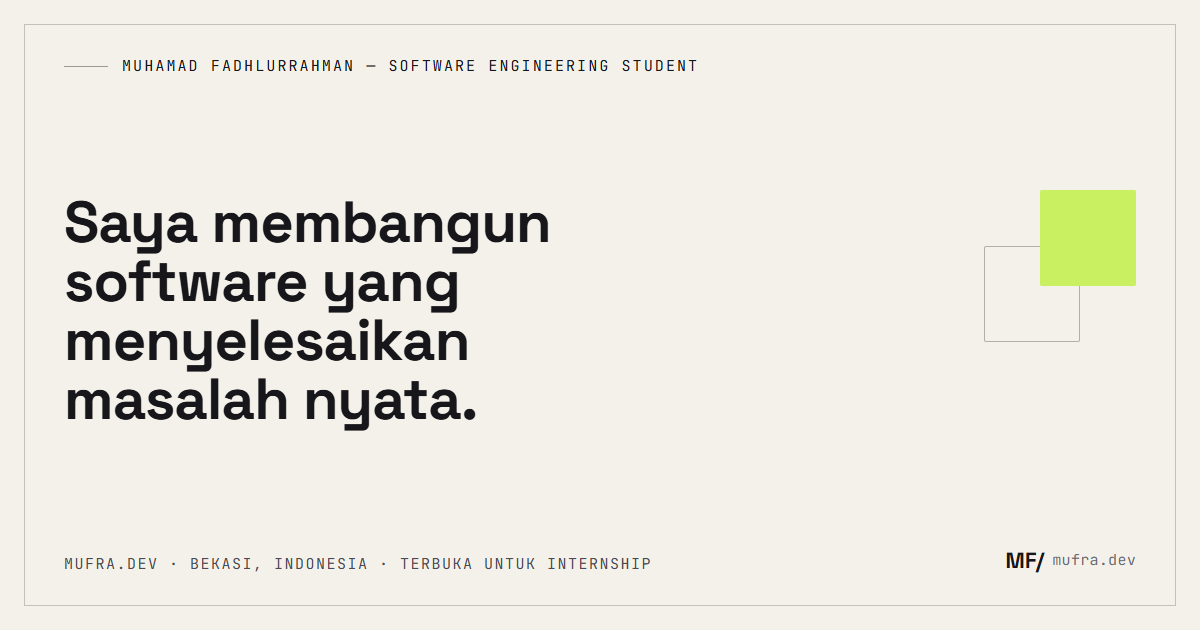 MUHAMAD FADHLURRAHMAN — SOFTWARE ENGINEERING STUDENT
Saya membangun
software yang
menyelesaikan
masalah nyata.
MUFRA.DEV · BEKASI, INDONESIA · TERBUKA UNTUK INTERNSHIP
MF/ mufra.dev